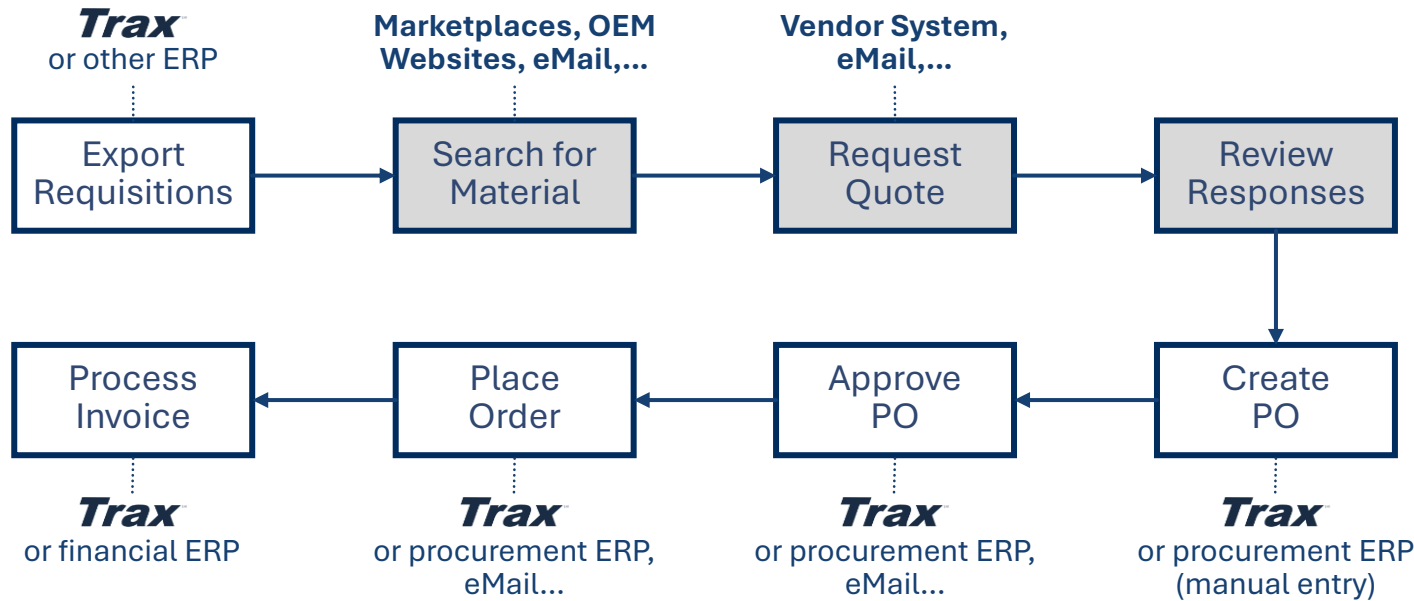 Trax
or other ERP
Marketplaces, OEM
Websites, eMail,...
Vendor System,
eMail,...
Export
Requisitions
Search for
Material
Request
Quote
Review
Responses
Process
Invoice
Place
Order
Approve
PO
Create
PO
Trax
or financial ERP
Trax
or procurement ERP,
eMail...
Trax
or procurement ERP,
eMail...
Trax
or procurement ERP
(manual entry)